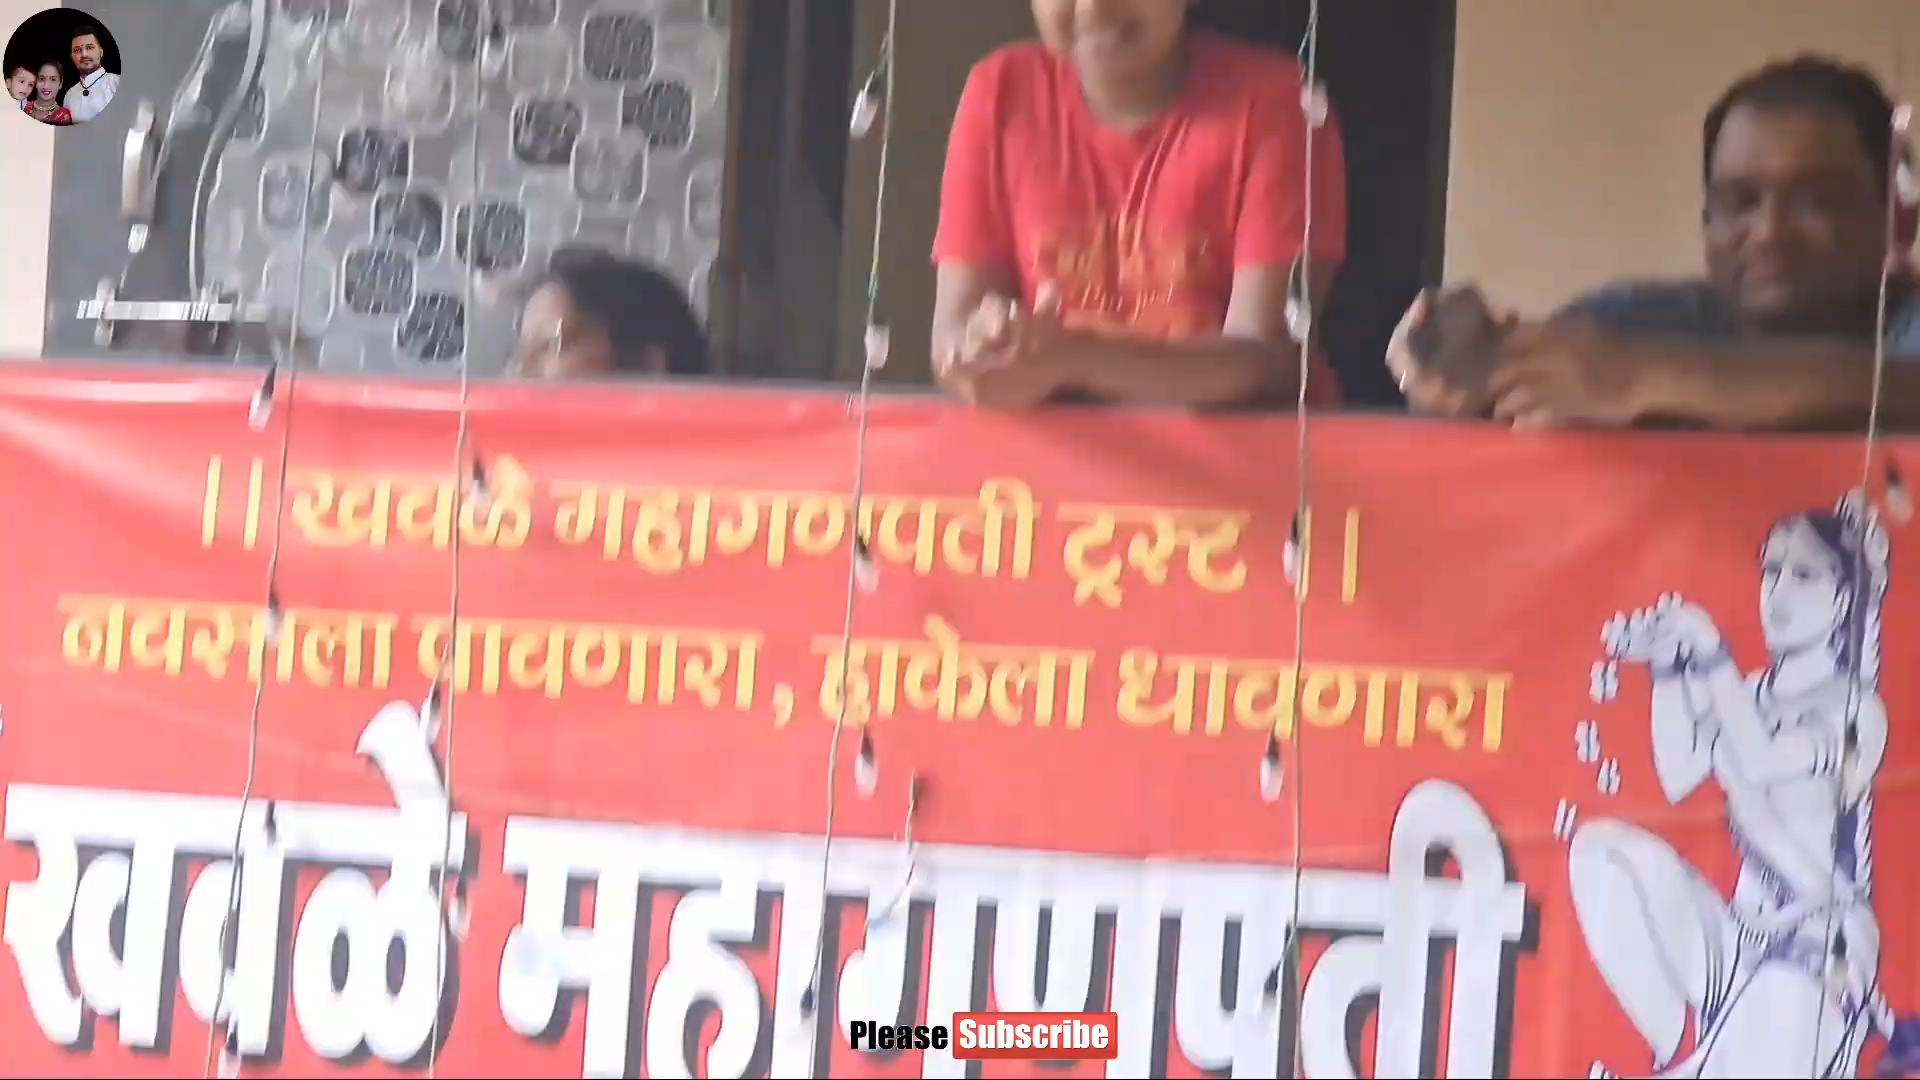 || खवळे महागणपती ट्रस्ट ||
नवसाला पावणारा, हाकेला धावणारा
खवळे महागणपती
Please Subscribe